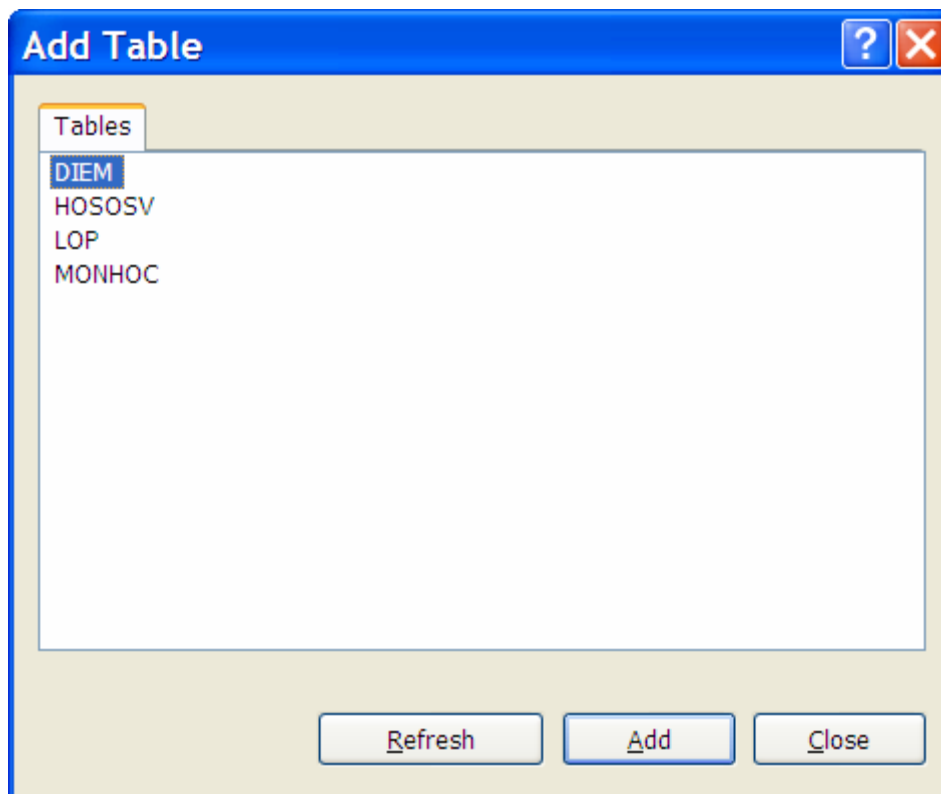 Add Table
Tables
DIEM
HOSOSV
LOP
MONHOC
Refresh Add Close